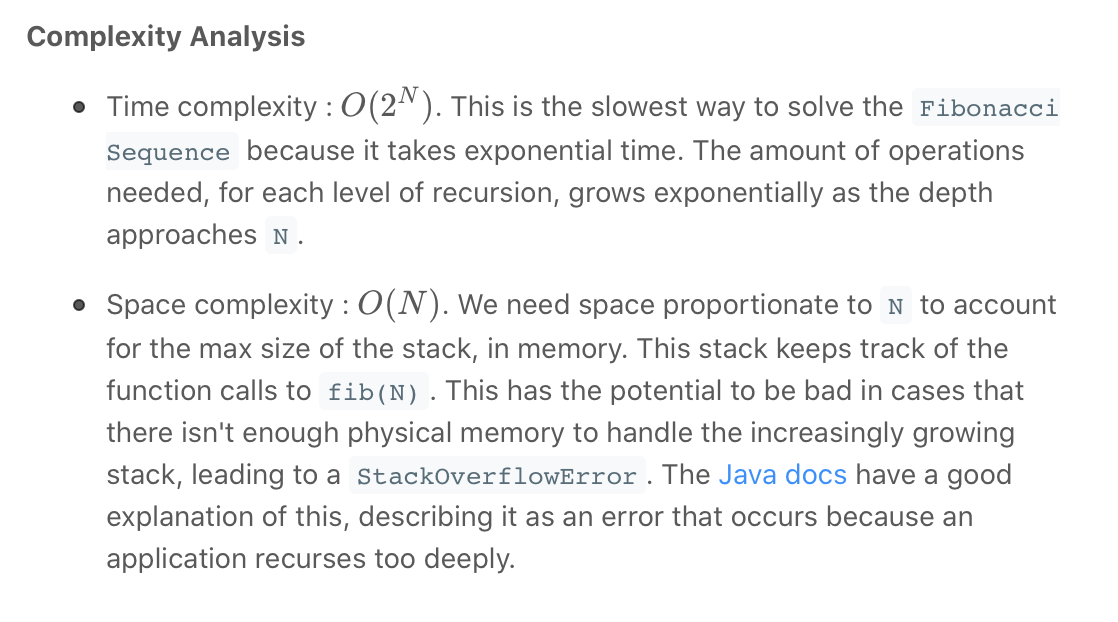 Complexity Analysis
• Time complexity : O(2^N). This is the slowest way to solve the Fibonacci
Sequence because it takes exponential time. The amount of operations
needed, for each level of recursion, grows exponentially as the depth
approaches N.
• Space complexity : O(N). We need space proportionate to N to account
for the max size of the stack, in memory. This stack keeps track of the
function calls to fib(N). This has the potential to be bad in cases that
there isn't enough physical memory to handle the increasingly growing
stack, leading to a StackOverflowError. The Java docs have a good
explanation of this, describing it as an error that occurs because an
application recurses too deeply.